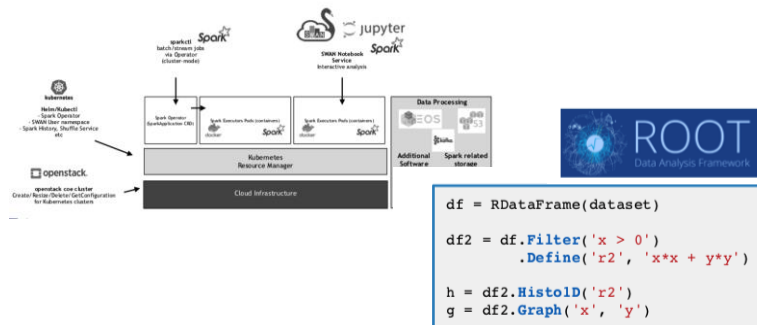 sparkctl
batch/stream jobs
via Operator
(cluster-mode)
Spark
jupyter
SWAN Notebook
Service
Interactive analysis
Spark
kubernetes
Helm/Kubectl
- Spark Operator
- SWAN User namespace
- Spark History, Shuffle Service
etc
Spark Operator
(SparkApplication CRDs)
Spark Executors Pods (containers)
docker
Spark
Spark Executors Pods (containers)
docker
Spark
Data Processing
EOS
S3
kafka
Additional
Software
Spark related
storage
Kubernetes
Resource Manager
openstack.
openstack coe cluster
Create/Resize/Delete/GetConfiguration
for Kubernetes clusters
Cloud Infrastructure
ROOT
Data Analysis Framework
df = RDataFrame(dataset)
df2 = df.Filter('x > 0')
.Define('r2', 'x*x + y*y')
h = df2.Histo1D('r2')
g = df2.Graph('x', 'y')